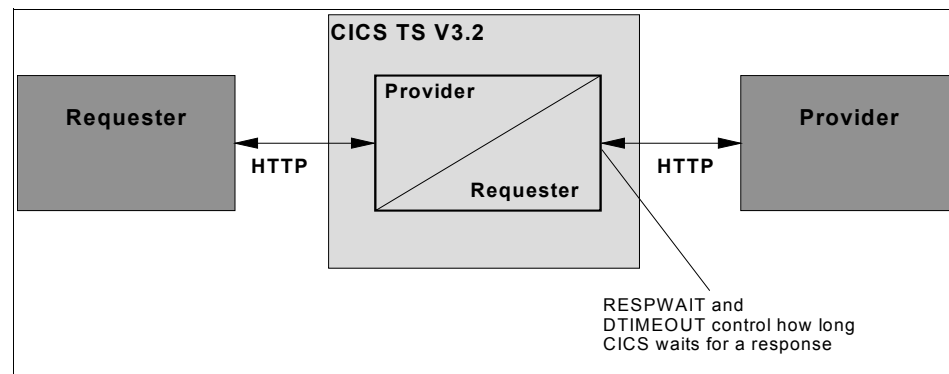 CICS TS V3.2
Requester
Provider
Provider
HTTP
HTTP
Requester
RESPWAIT and
DTIMEOUT control how long
CICS waits for a response